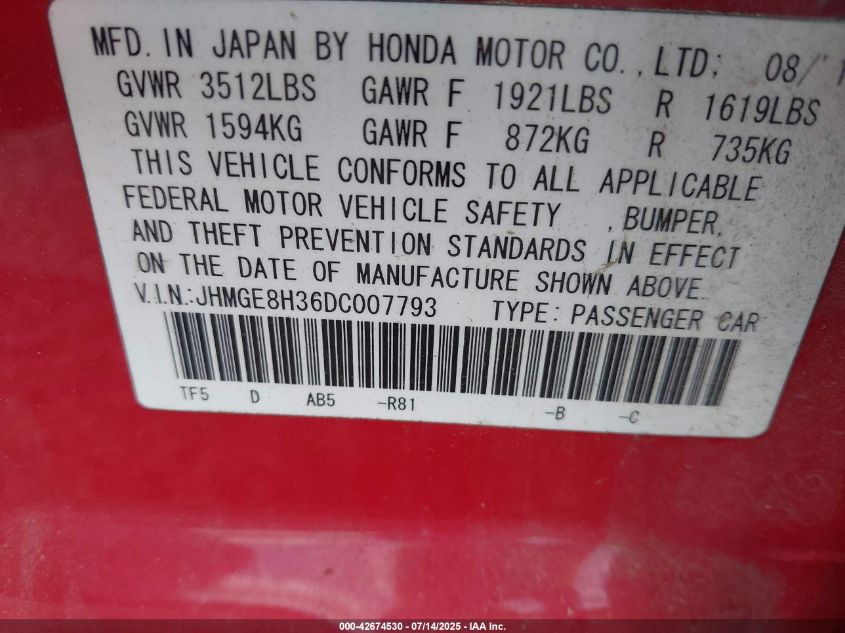 MFD. IN JAPAN BY HONDA MOTOR CO., LTD; 08/
GVWR 3512LBS GAWR F 1921LBS R 1619LBS
GVWR 1594KG GAWR F 872KG R 735KG
THIS VEHICLE CONFORMS TO ALL APPLICABLE
FEDERAL MOTOR VEHICLE SAFETY , BUMPER,
AND THEFT PREVENTION STANDARDS IN EFFECT
ON THE DATE OF MANUFACTURE SHOWN ABOVE.
V.I.N.:JHMGE8H36DC007793 TYPE: PASSENGER CAR
TF5 D AB5 -R81 -B -C
000-42674530 - 07/14/2025 - IAA Inc.